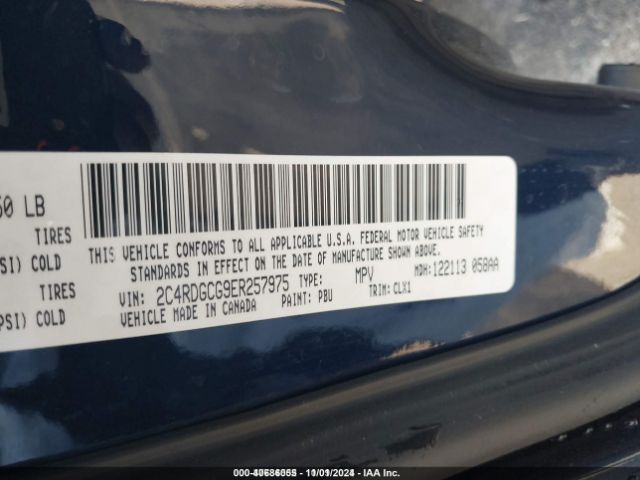 50 LB
TIRES
SI) COLD
TIRES
PSI) COLD
THIS VEHICLE CONFORMS TO ALL APPLICABLE U.S.A. FEDERAL MOTOR VEHICLE SAFETY
STANDARDS IN EFFECT ON THE DATE OF MANUFACTURE SHOWN ABOVE.
VIN: 2C4RDGCG9ER257975 TYPE: MPV MDH: 122113 058AA
VEHICLE MADE IN CANADA PAINT: PBU TRIM: CLX1
- IAA Inc.